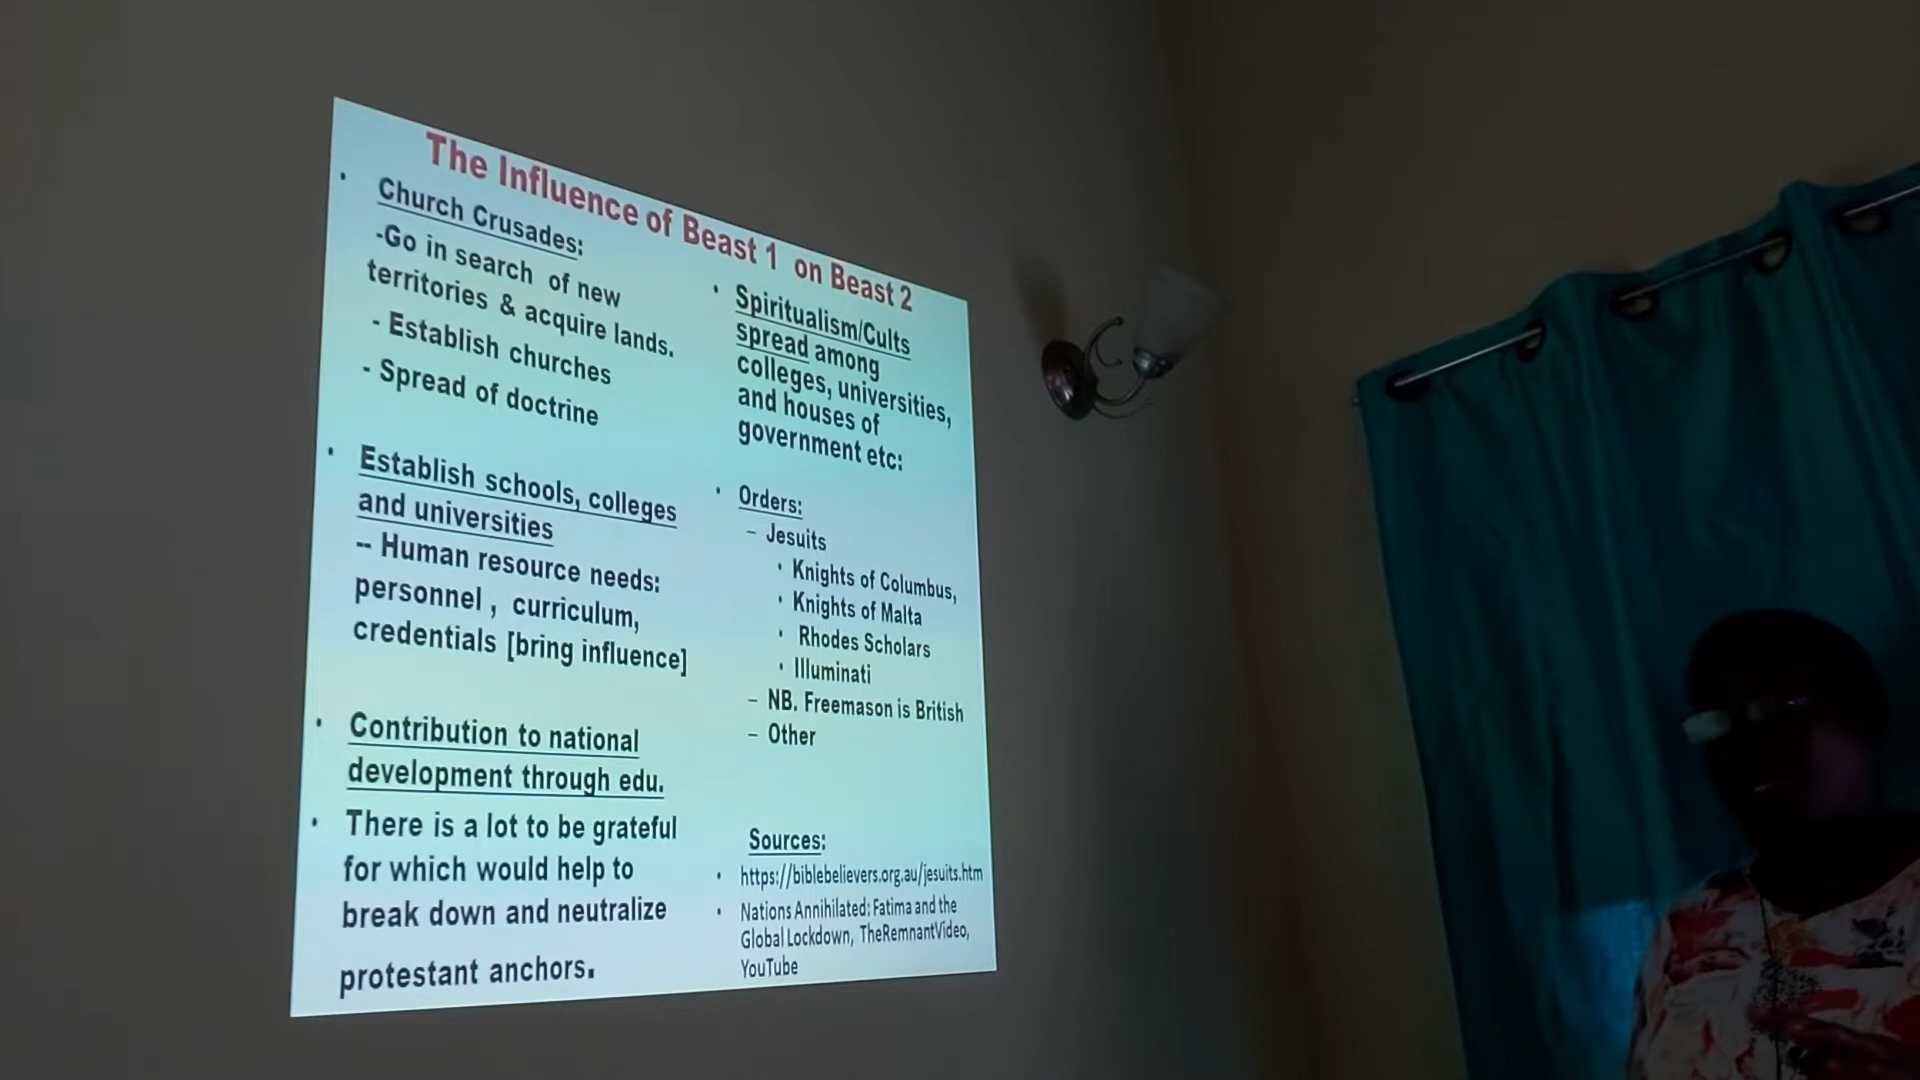 The Influence of Beast 1 on Beast 2
• Church Crusades:
-Go in search of new
territories & acquire lands.
- Establish churches
- Spread of doctrine
• Establish schools, colleges
and universities
-- Human resource needs:
personnel , curriculum,
credentials [bring influence]
• Contribution to national
development through edu.
• There is a lot to be grateful
for which would help to
break down and neutralize
protestant anchors.
• Spiritualism/Cults
spread among
colleges, universities,
and houses of
government etc:
• Orders:
– Jesuits
• Knights of Columbus,
• Knights of Malta
• Rhodes Scholars
• Illuminati
– NB. Freemason is British
– Other
Sources:
• https://biblebelievers.org.au/jesuits.htm
• Nations Annihilated: Fatima and the
Global Lockdown, TheRemnantVideo,
YouTube